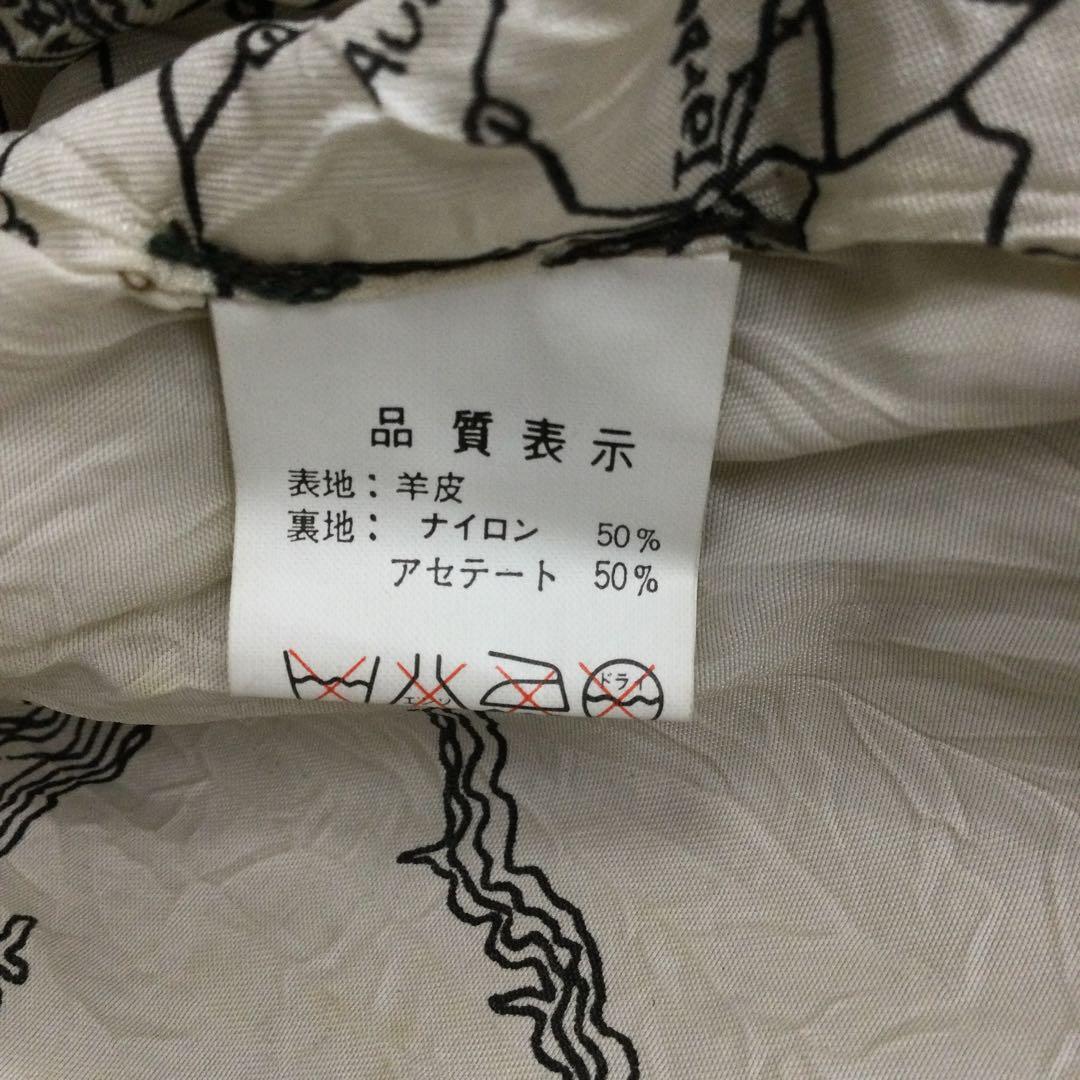 Au
品質表示
表地：羊皮
裏地： ナイロン 50%
アセテート 50%
ドライ